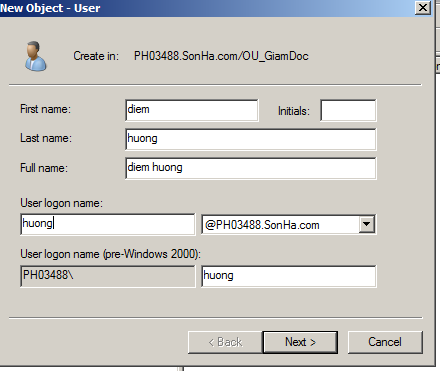 New Object - User
Create in: PH03488.SonHa.com/OU_GiamDoc
First name: diem Initials:
Last name: huong
Full name: diem huong
User logon name:
huong @PH03488.SonHa.com
User logon name (pre-Windows 2000):
PH03488\ huong
< Back Next > Cancel